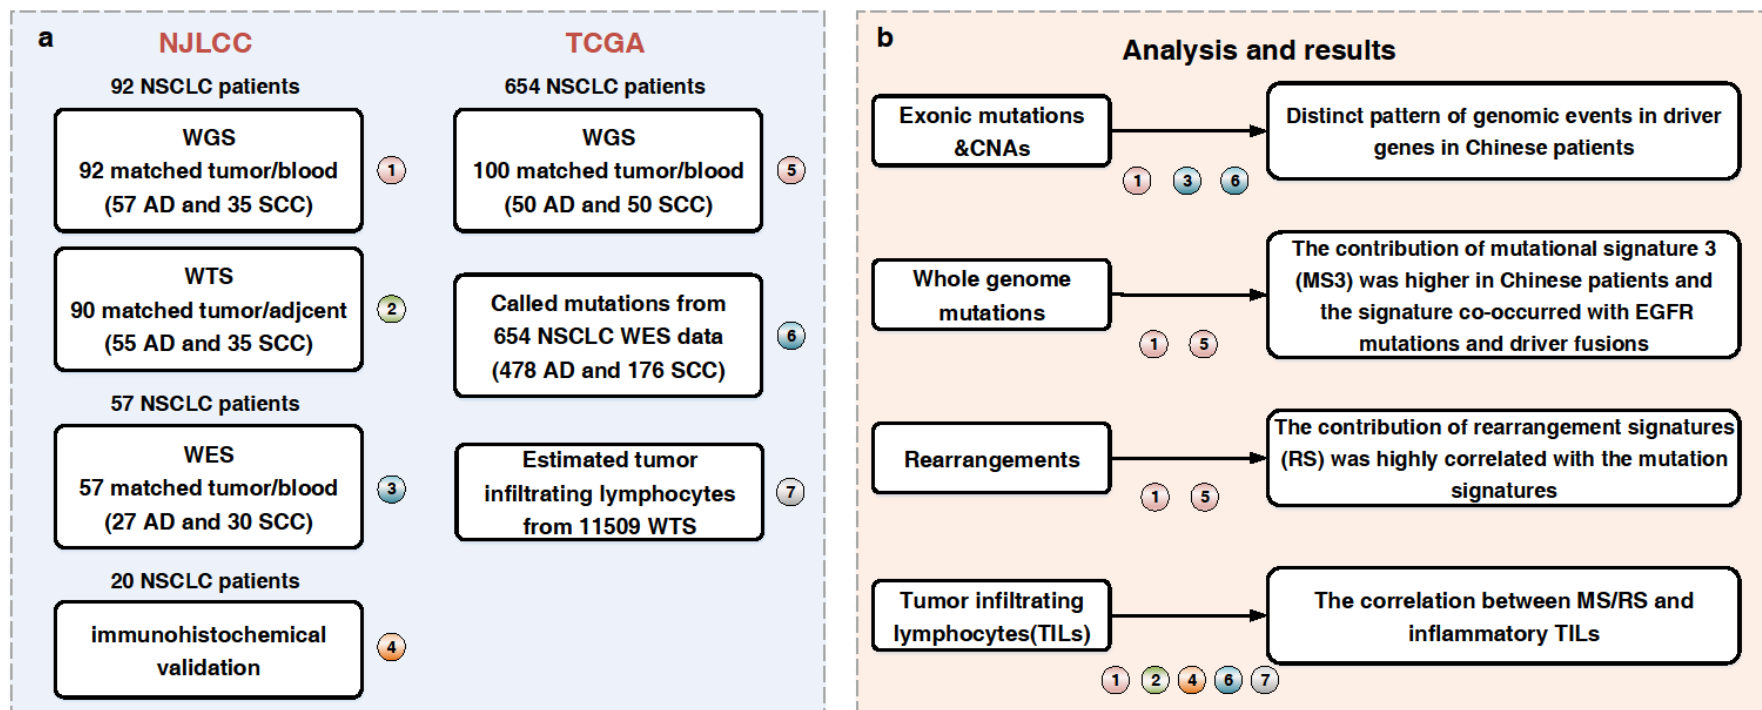 a
NJLCC
92 NSCLC patients
WGS
92 matched tumor/blood
(57 AD and 35 SCC)
1
WTS
90 matched tumor/adjcent
(55 AD and 35 SCC)
2
57 NSCLC patients
WES
57 matched tumor/blood
(27 AD and 30 SCC)
3
20 NSCLC patients
immunohistochemical
validation
4
TCGA
654 NSCLC patients
WGS
100 matched tumor/blood
(50 AD and 50 SCC)
5
Called mutations from
654 NSCLC WES data
(478 AD and 176 SCC)
6
Estimated tumor
infiltrating lymphocytes
from 11509 WTS
7
b
Analysis and results
Exonic mutations
&CNAs
1 3 6
Distinct pattern of genomic events in driver
genes in Chinese patients
Whole genome
mutations
1 5
The contribution of mutational signature 3
(MS3) was higher in Chinese patients and
the signature co-occurred with EGFR
mutations and driver fusions
Rearrangements
1 5
The contribution of rearrangement signatures
(RS) was highly correlated with the mutation
signatures
Tumor infiltrating
lymphocytes(TILs)
1 2 4 6 7
The correlation between MS/RS and
inflammatory TILs